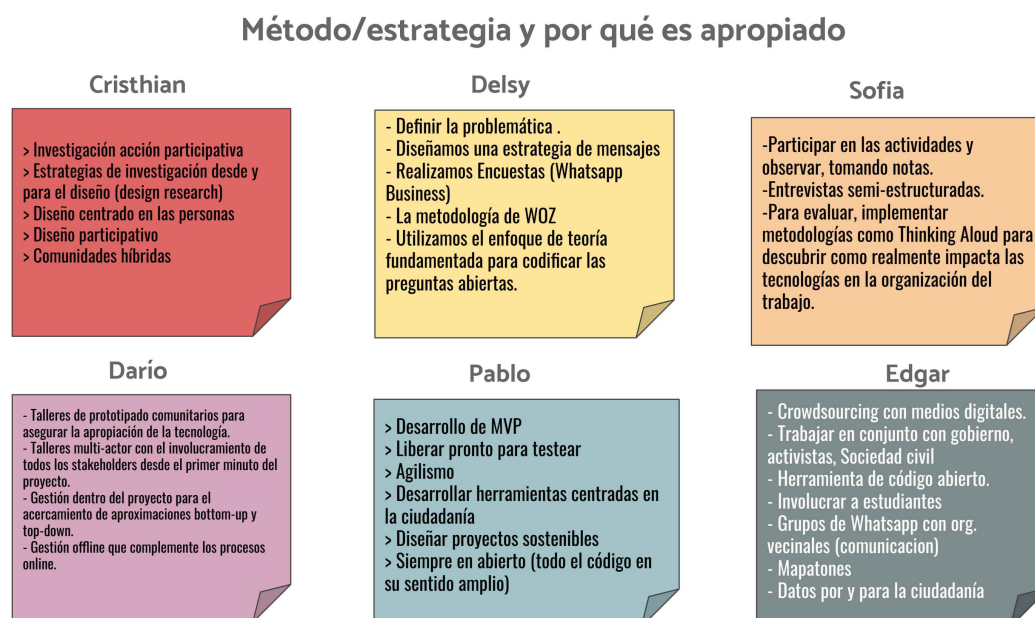 Método/estrategia y por qué es apropiado
Cristhian
> Investigación acción participativa
> Estrategias de investigación desde y
para el diseño (design research)
> Diseño centrado en las personas
> Diseño participativo
> Comunidades híbridas
Delsy
- Definir la problemática .
- Diseñamos una estrategia de mensajes
- Realizamos Encuestas (Whatsapp
Business)
- La metodología de WOZ
- Utilizamos el enfoque de teoría
fundamentada para codificar las
preguntas abiertas.
Sofia
-Participar en las actividades y
observar, tomando notas.
-Entrevistas semi-estructuradas.
-Para evaluar, implementar
metodologías como Thinking Aloud para
descubrir como realmente impacta las
tecnologías en la organización del
trabajo.
Darío
- Talleres de prototipado comunitarios para
asegurar la apropiación de la tecnología.
- Talleres multi-actor con el involucramiento de
todos los stakeholders desde el primer minuto del
proyecto.
- Gestión dentro del proyecto para el
acercamiento de aproximaciones bottom-up y
top-down.
- Gestión offline que complemente los procesos
online.
Pablo
> Desarrollo de MVP
> Liberar pronto para testear
> Agilismo
> Desarrollar herramientas centradas en
la ciudadanía
> Diseñar proyectos sostenibles
> Siempre en abierto (todo el código en
su sentido amplio)
Edgar
- Crowdsourcing con medios digitales.
- Trabajar en conjunto con gobierno,
activistas, Sociedad civil
- Herramienta de código abierto.
- Involucrar a estudiantes
- Grupos de Whatsapp con org.
vecinales (comunicacion)
- Mapatones
- Datos por y para la ciudadanía